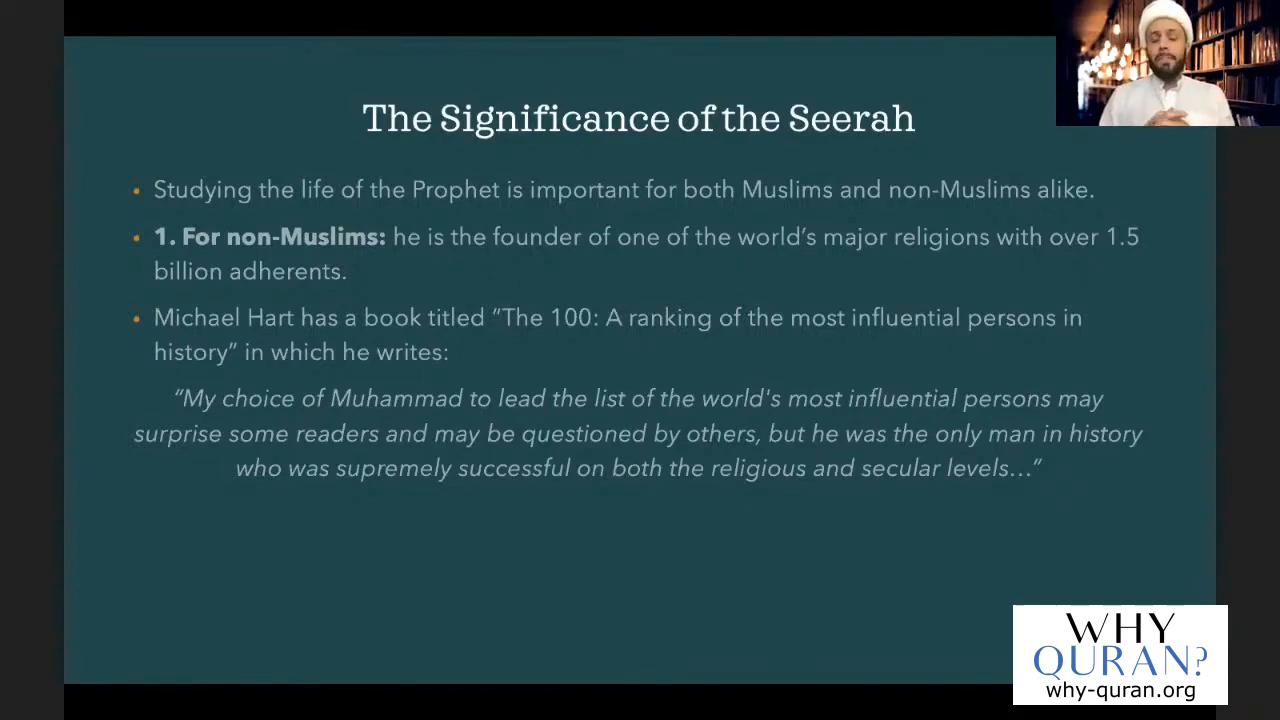 The Significance of the Seerah
• Studying the life of the Prophet is important for both Muslims and non-Muslims alike.
• 1. For non-Muslims: he is the founder of one of the world’s major religions with over 1.5
billion adherents.
• Michael Hart has a book titled “The 100: A ranking of the most influential persons in
history” in which he writes:
“My choice of Muhammad to lead the list of the world's most influential persons may
surprise some readers and may be questioned by others, but he was the only man in history
who was supremely successful on both the religious and secular levels…”
WHY
QURAN?
why-quran.org